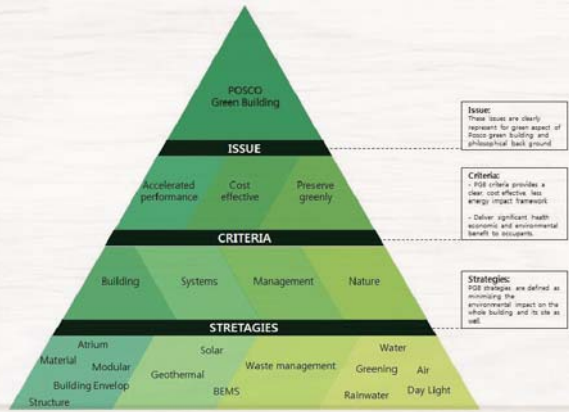 POSCO
Green Building
ISSUE
Accelerated
performance
Cost
effective
Preserve
greenly
CRITERIA
Building
Systems
Management
Nature
STRETAGIES
Atrium
Material
Modular
Building Envelop
Structure
Solar
Geothermal
BEMS
Waste management
Water
Greening
Air
Rainwater
Day Light
Issue:
These issues are clearly
represent for green aspect of
Posco green building and
philosophical back ground
Criteria:
- PGB criteria provides a
clear, cost effective, less
energy impact framework
- Deliver significant health
economic and environmental
benefit to occupants.
Strategies:
PGB strategies are defined as
minimizing the
environmental impact on the
whole building and its site as
well.